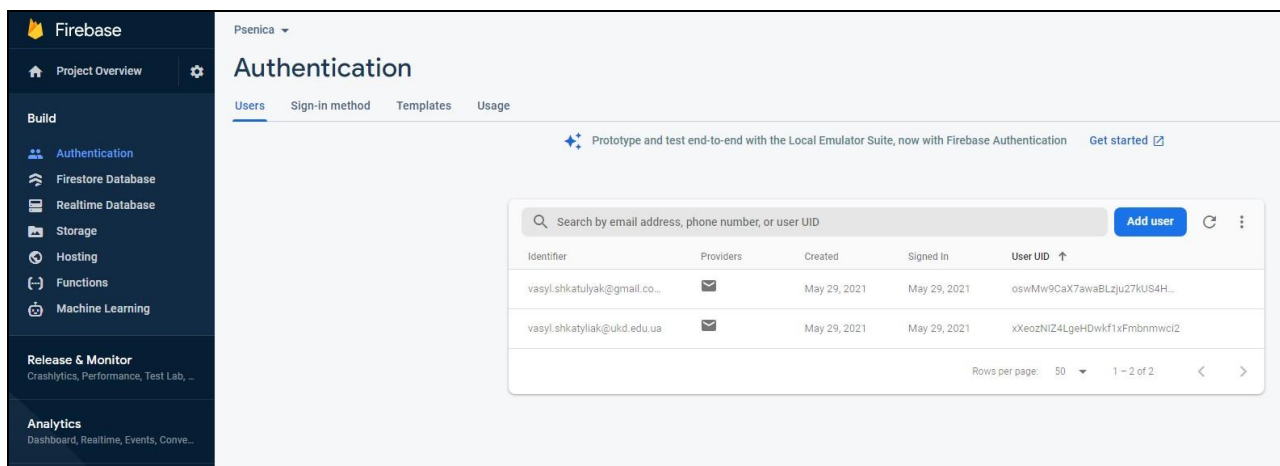 Firebase
Project Overview
Build
Authentication
Firestore Database
Realtime Database
Storage
Hosting
Functions
Machine Learning
Release & Monitor
Crashlytics, Performance, Test Lab, ...
Analytics
Dashboard, Realtime, Events, Conve...
Psenica
Authentication
Users Sign-in method Templates Usage
Prototype and test end-to-end with the Local Emulator Suite, now with Firebase Authentication Get started
Search by email address, phone number, or user UID Add user
Identifier Providers Created Signed In User UID
vasyl.shkatulyak@gmail.co... May 29, 2021 May 29, 2021 oswMw9CaX7awaBLzju27kUS4H...
vasyl.shkatyliak@ukd.edu.ua May 29, 2021 May 29, 2021 xXeozNIZ4LgeHDwkf1xFmbnmwci2
Rows per page: 50 1 – 2 of 2